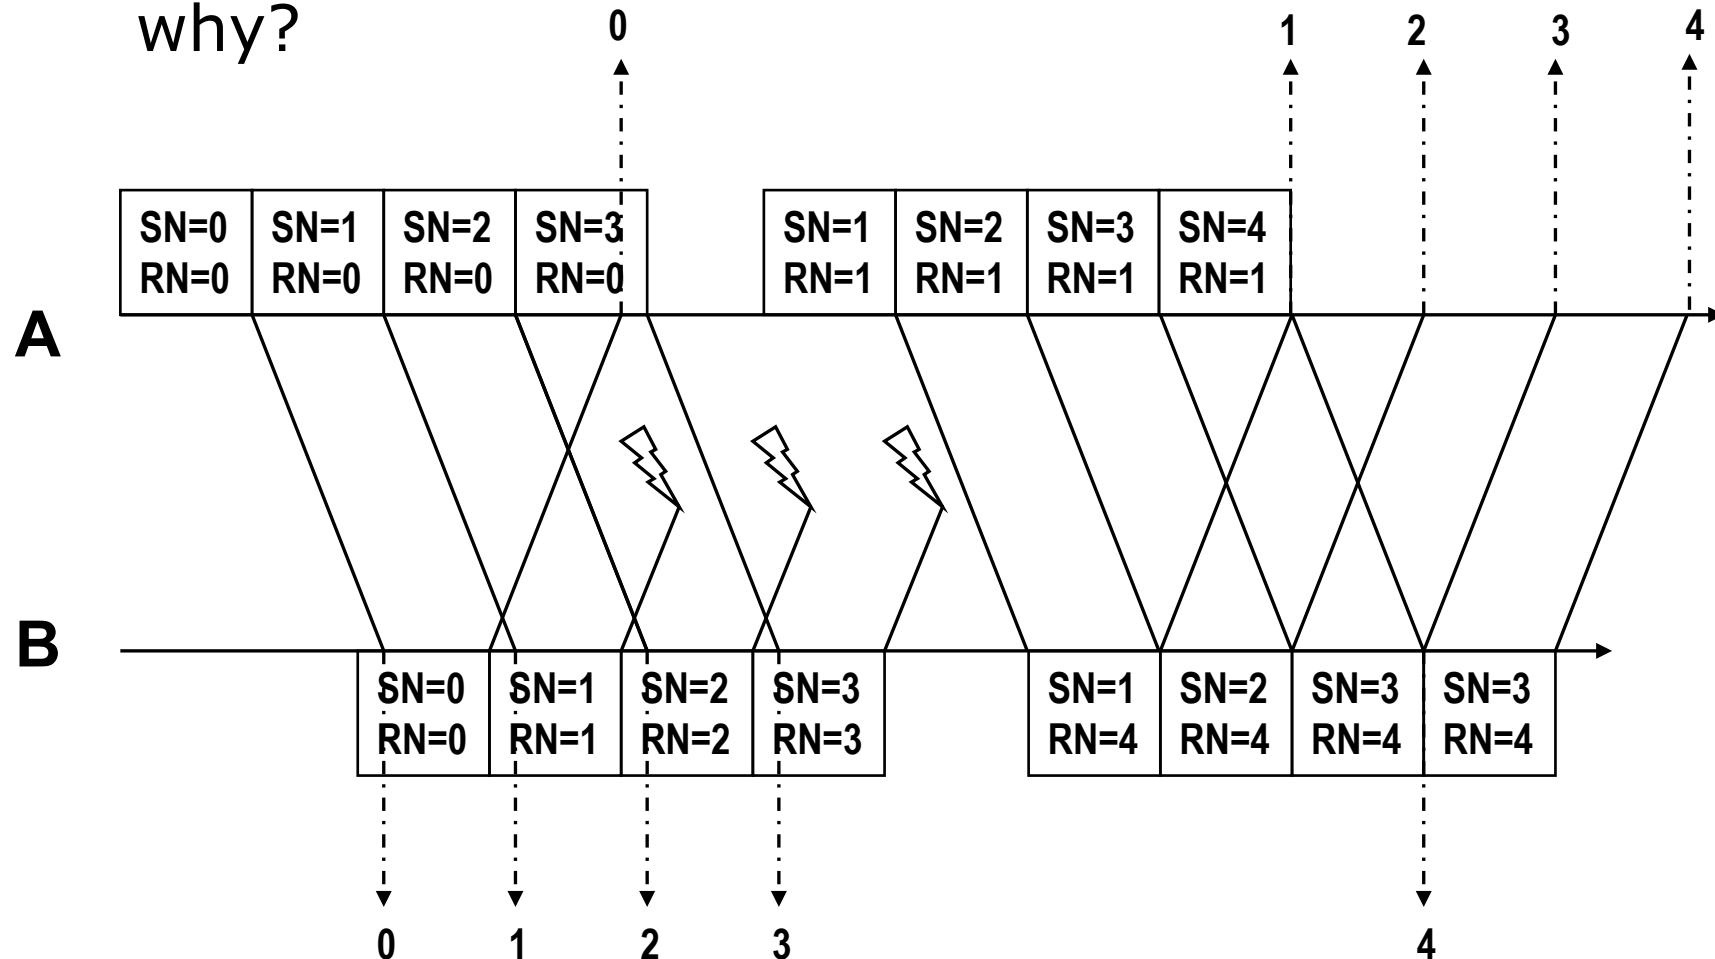 why?
0
1
2
3
4
SN=0
RN=0
SN=1
RN=0
SN=2
RN=0
SN=3
RN=0
SN=1
RN=1
SN=2
RN=1
SN=3
RN=1
SN=4
RN=1
A
B
SN=0
RN=0
SN=1
RN=1
SN=2
RN=2
SN=3
RN=3
SN=1
RN=4
SN=2
RN=4
SN=3
RN=4
SN=3
RN=4
0
1
2
3
4